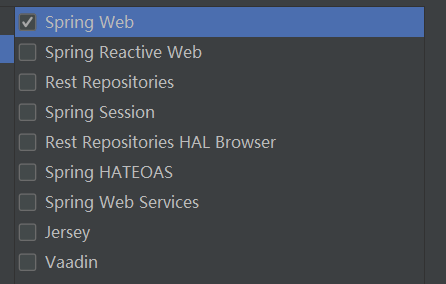 Spring Web
Spring Reactive Web
Rest Repositories
Spring Session
Rest Repositories HAL Browser
Spring HATEOAS
Spring Web Services
Jersey
Vaadin